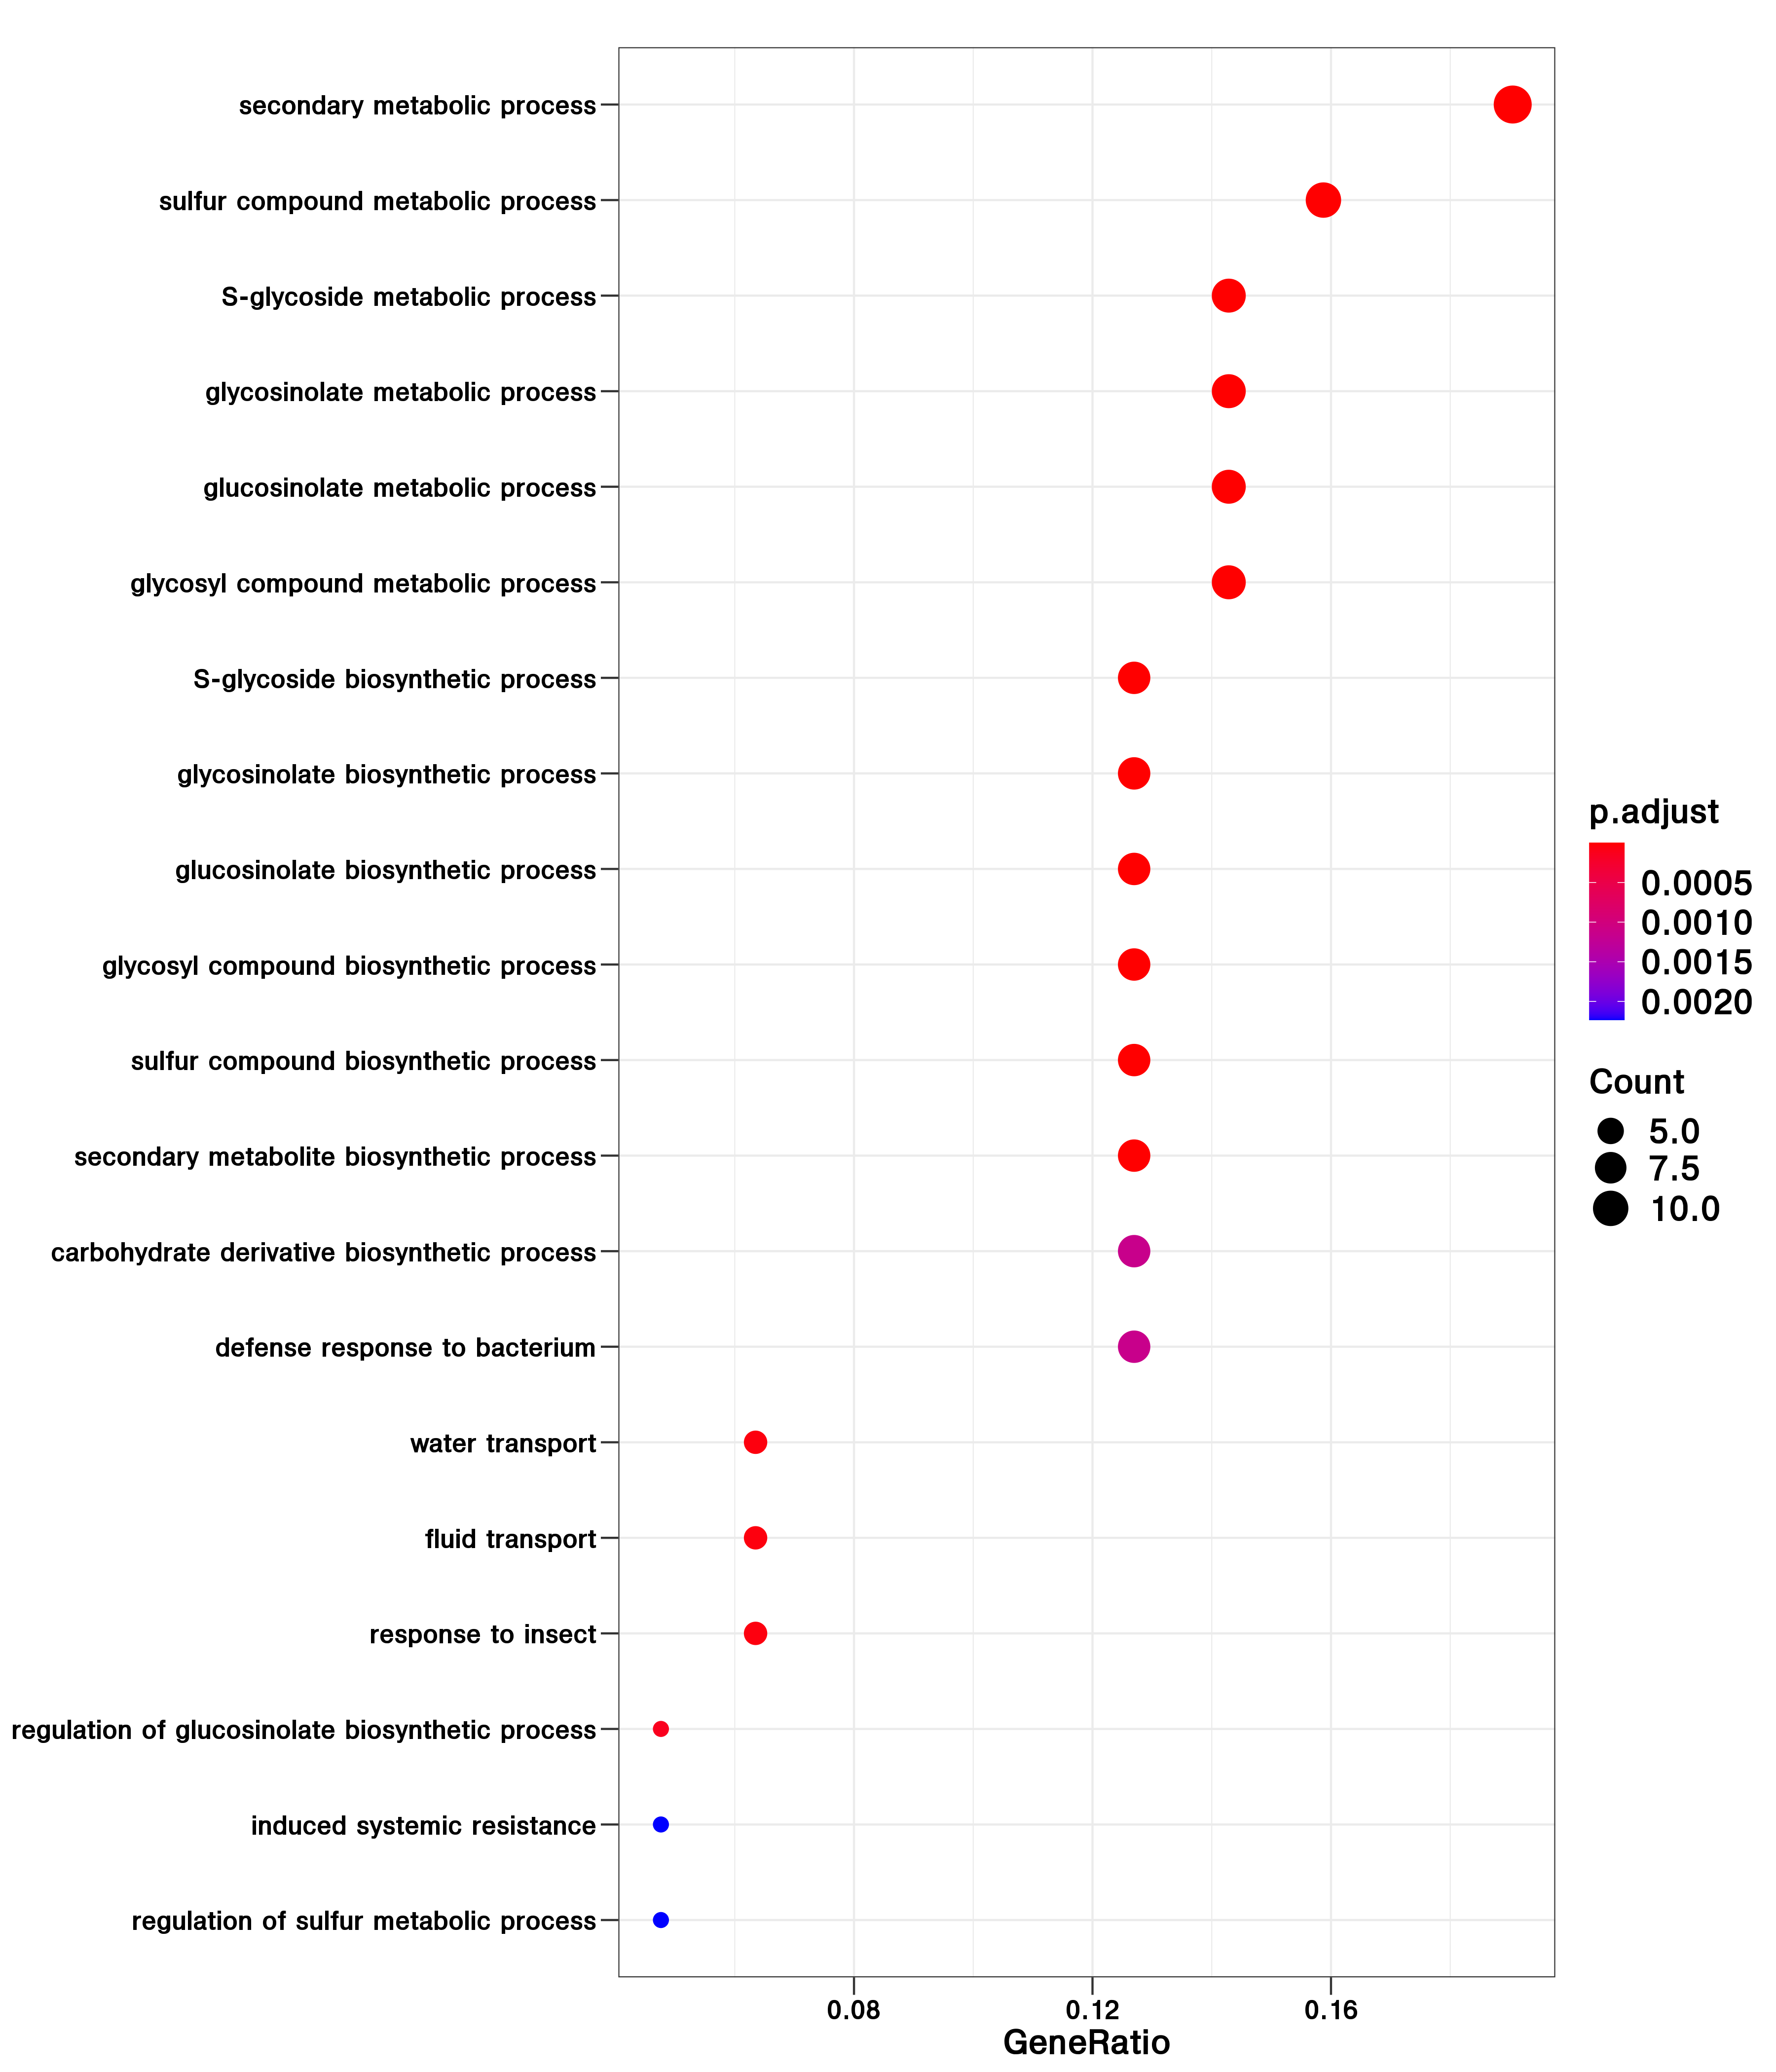 secondary metabolic process
sulfur compound metabolic process
S-glycoside metabolic process
glycosinolate metabolic process
glucosinolate metabolic process
glycosyl compound metabolic process
S-glycoside biosynthetic process
glycosinolate biosynthetic process
glucosinolate biosynthetic process
glycosyl compound biosynthetic process
sulfur compound biosynthetic process
secondary metabolite biosynthetic process
carbohydrate derivative biosynthetic process
defense response to bacterium
water transport
fluid transport
response to insect
regulation of glucosinolate biosynthetic process
induced systemic resistance
regulation of sulfur metabolic process
0.08 0.12 0.16
GeneRatio
p.adjust
0.0005
0.0010
0.0015
0.0020
Count
5.0
7.5
10.0